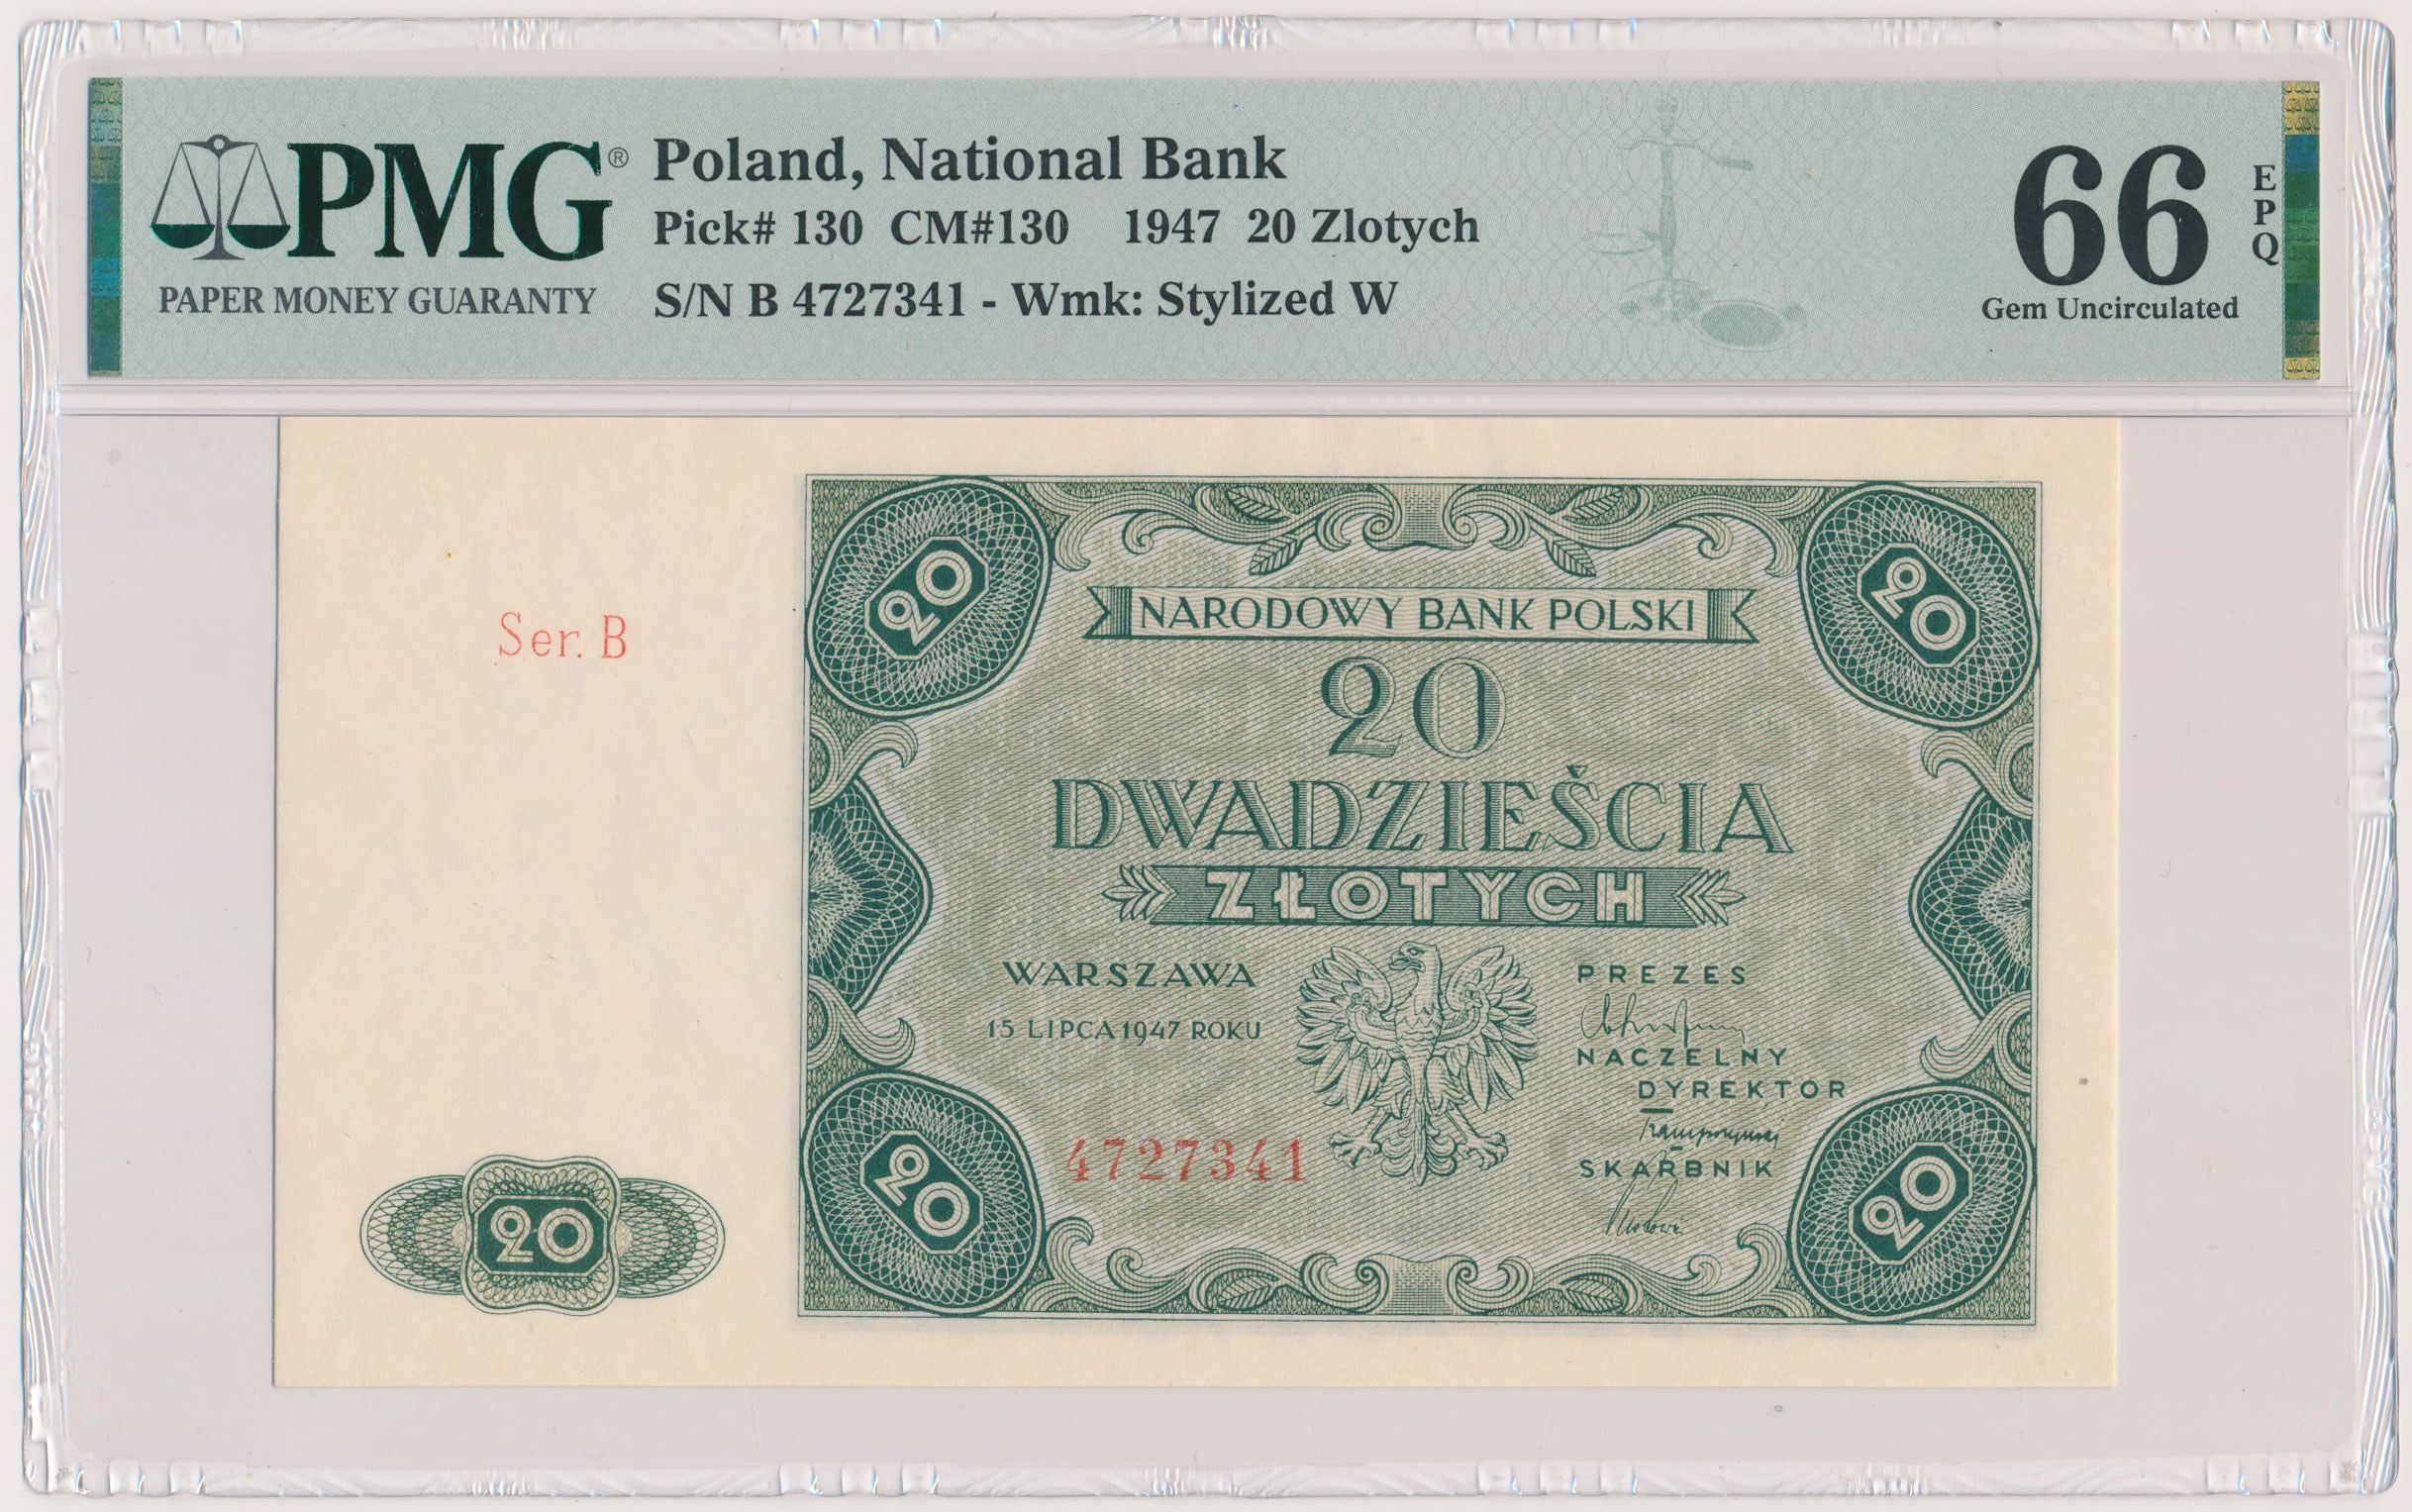 PMG®
PAPER MONEY GUARANTY
Poland, National Bank
Pick# 130 CM#130 1947 20 Zlotych
S/N B 4727341 - Wmk: Stylized W
66
EPQ
Gem Uncirculated
Ser. B
20
20
20
NARODOWY BANK POLSKI
20
DWADZIEŚCIA
ZŁOTYCH
WARSZAWA
15 LIPCA 1947 ROKU
PREZES
NACZELNY
DYREKTOR
SKARBNIK
4727341
20
20
20